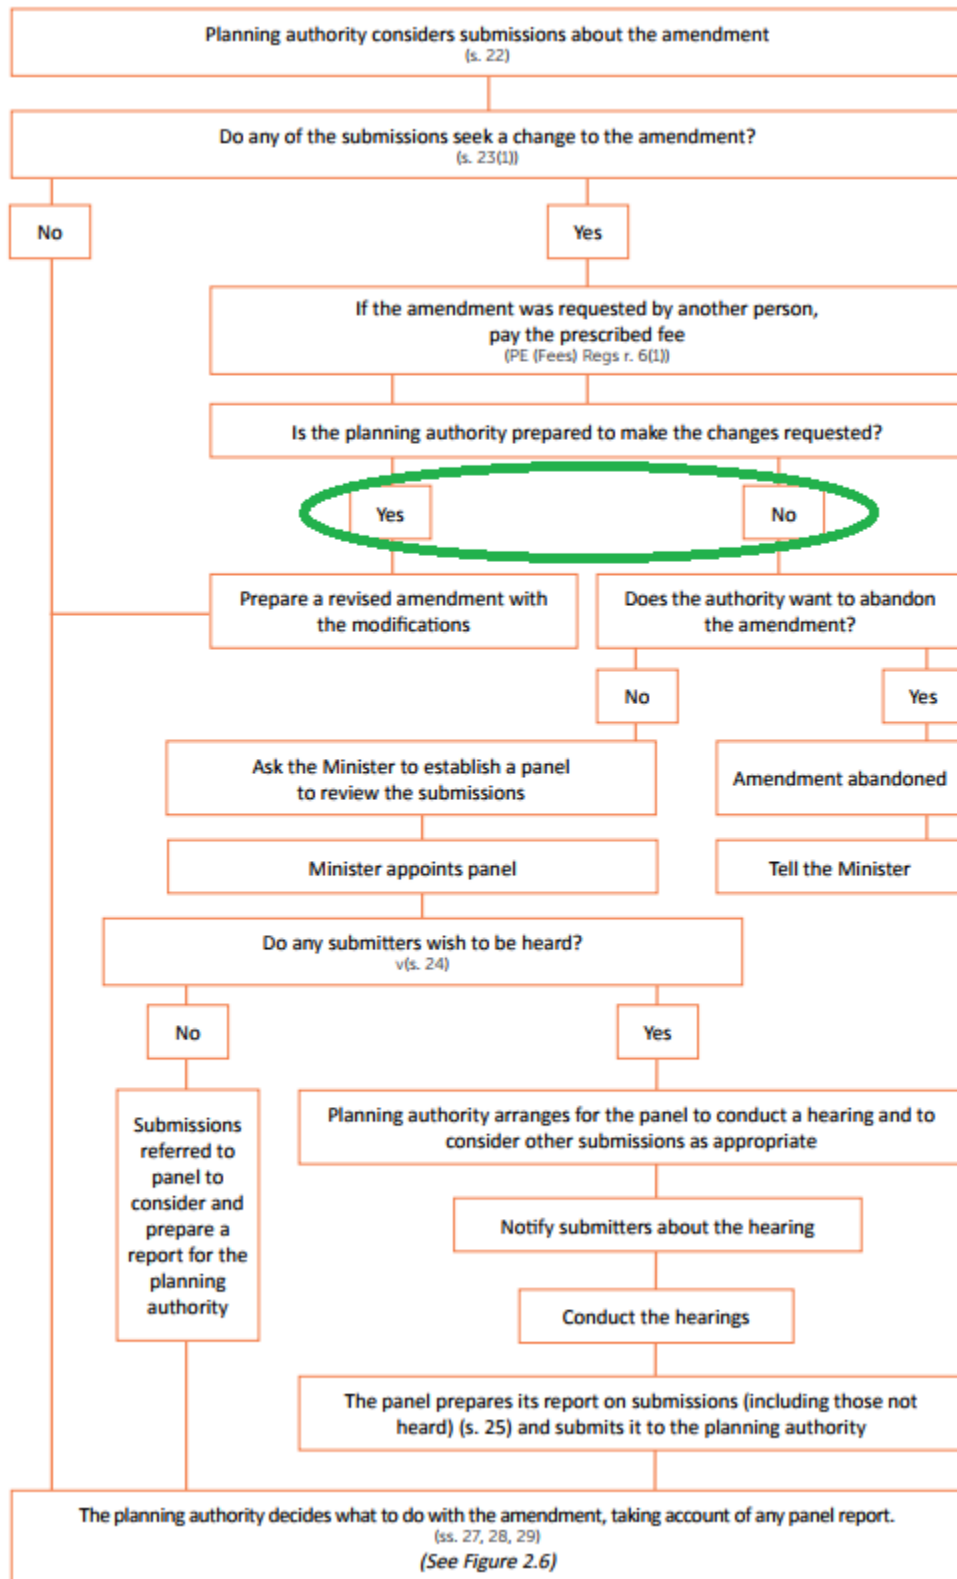 Planning authority considers submissions about the amendment
(s. 22)
Do any of the submissions seek a change to the amendment?
(s. 23(1))
No
Yes
If the amendment was requested by another person,
pay the prescribed fee
(PE (Fees) Regs r. 6(1))
Is the planning authority prepared to make the changes requested?
Yes
No
Prepare a revised amendment with
the modifications
Does the authority want to abandon
the amendment?
No
Yes
Ask the Minister to establish a panel
to review the submissions
Amendment abandoned
Minister appoints panel
Tell the Minister
Do any submitters wish to be heard?
v(s. 24)
No
Yes
Submissions
referred to
panel to
consider and
prepare a
report for the
planning
authority
Planning authority arranges for the panel to conduct a hearing and to
consider other submissions as appropriate
Notify submitters about the hearing
Conduct the hearings
The panel prepares its report on submissions (including those not
heard) (s. 25) and submits it to the planning authority
The planning authority decides what to do with the amendment, taking account of any panel report.
(ss. 27, 28, 29)
(See Figure 2.6)